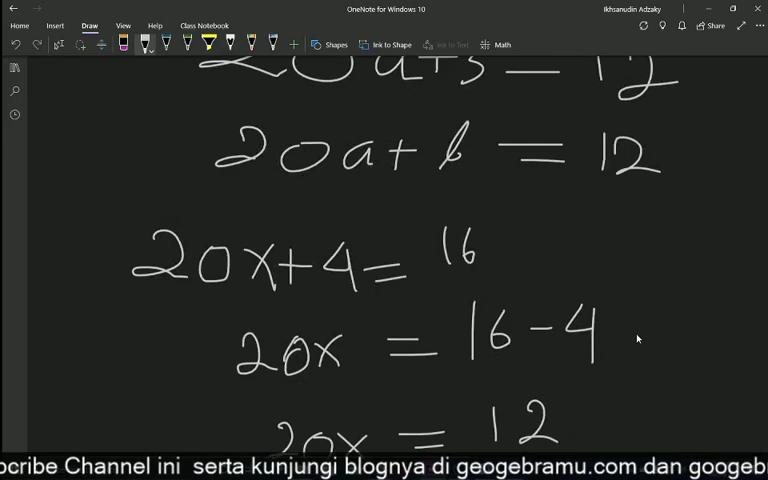 OneNote for Windows 10
Ikhsanudin Adzaky
Home Insert Draw View Help Class Notebook
Share
Shapes Ink to Shape Ink to Text Math
= 12
20a+b = 12
20x+4= 16
20x = 16-4
20x = 12
bcribe Channel ini serta kunjungi blognya di geogebramu.com dan googeb